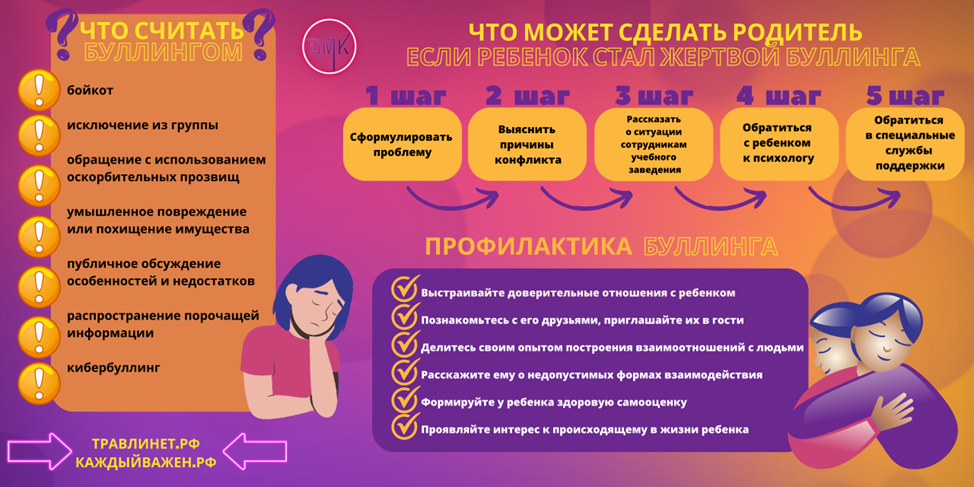 ЧТО СЧИТАТЬ
БУЛЛИНГОМ
бойкот
исключение из группы
обращение с использованием
оскорбительных прозвищ
умышленное повреждение
или похищение имущества
публичное обсуждение
особенностей и недостатков
распространение порочащей
информации
кибербуллинг
ТРАВЛИНЕТ.РФ
КАЖДЫЙВАЖЕН.РФ
ЧТО МОЖЕТ СДЕЛАТЬ РОДИТЕЛЬ
ЕСЛИ РЕБЕНОК СТАЛ ЖЕРТВОЙ БУЛЛИНГА
1 шаг
Сформулировать
проблему
2 шаг
Выяснить
причины
конфликта
3 шаг
Рассказать
о ситуации
сотрудникам
учебного
заведения
4 шаг
Обратиться
с ребенком
к психологу
5 шаг
Обратиться
в специальные
службы
поддержки
ПРОФИЛАКТИКА БУЛЛИНГА
Выстраивайте доверительные отношения с ребенком
Познакомьтесь с его друзьями, приглашайте их в гости
Делитесь своим опытом построения взаимоотношений с людьми
Расскажите ему о недопустимых формах взаимодействия
Формируйте у ребенка здоровую самооценку
Проявляйте интерес к происходящему в жизни ребенка